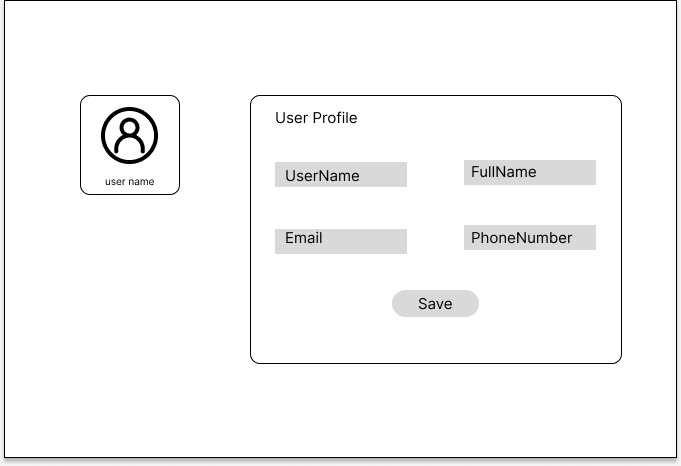 user name
User Profile
UserName
FullName
Email
PhoneNumber
Save